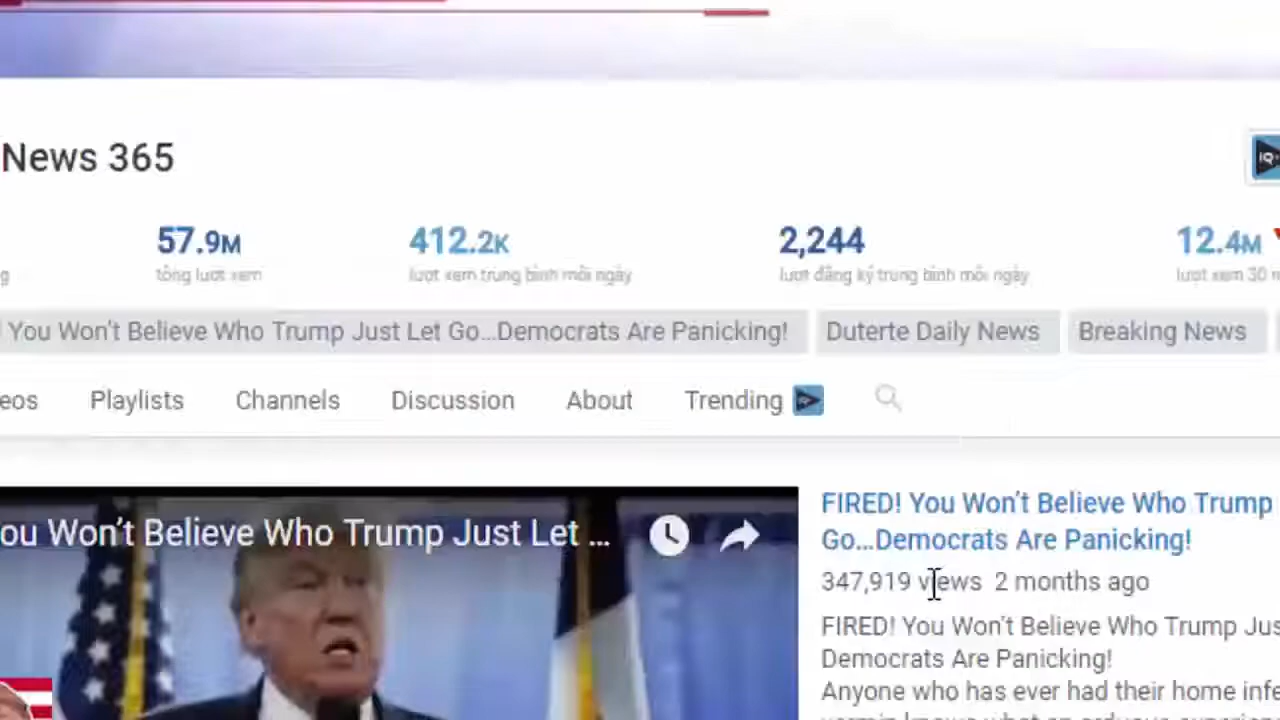 News 365
57.9M
412.2K
2,244
12.4M
tổng lượt xem
lượt xem trung bình mỗi ngày
lượt đăng ký trung bình mỗi ngày
lượt xem 30
You Won't Believe Who Trump Just Let Go...Democrats Are Panicking!
Duterte Daily News
Breaking News
eos
Playlists
Channels
Discussion
About
Trending
ou Won't Believe Who Trump Just Let ...
FIRED! You Won't Believe Who Trump
Go...Democrats Are Panicking!
347,919 views 2 months ago
FIRED! You Won't Believe Who Trump Jus
Democrats Are Panicking!
Anyone who has ever had their home infe